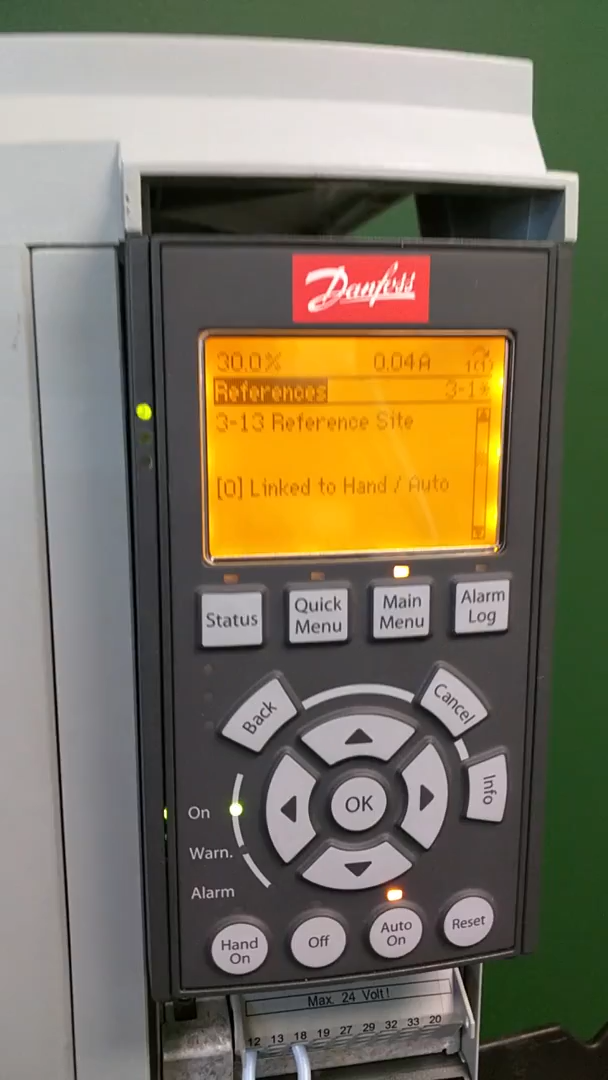 Danfoss
30.0% 0.04A 1(1)
References 3-1*
3-13 Reference Site
[0] Linked to Hand / Auto
Status
Quick Menu
Main Menu
Alarm Log
Back
Cancel
Info
OK
On
Warn.
Alarm
Hand On
Off
Auto On
Reset
Max. 24 Volt!
12 13 18 19 27 29 32 33 20